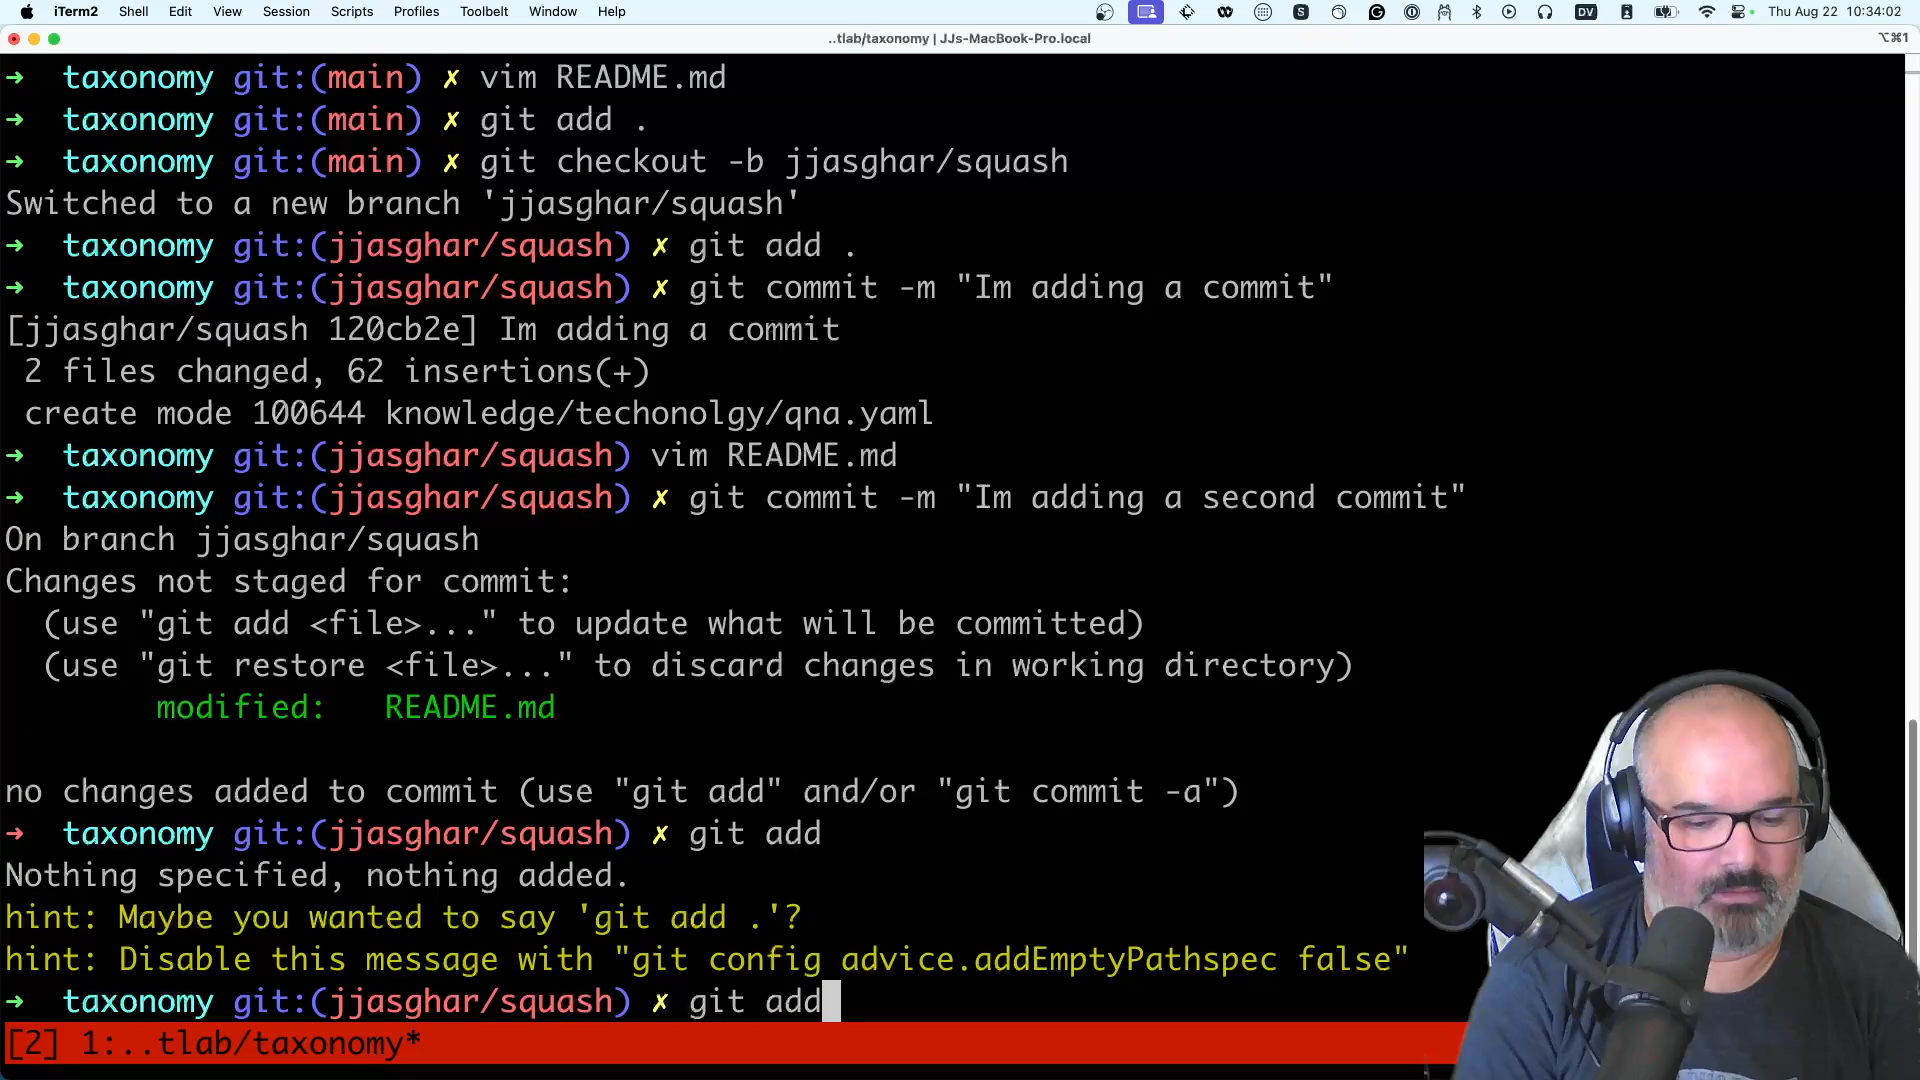 iTerm2 Shell Edit View Session Scripts Profiles Toolbelt Window Help DV Thu Aug 22 10:34:02
..tlab/taxonomy | JJs-MacBook-Pro.local ⌥⌘1
→ taxonomy git:(main) ✗ vim README.md
→ taxonomy git:(main) ✗ git add .
→ taxonomy git:(main) ✗ git checkout -b jjasghar/squash
Switched to a new branch 'jjasghar/squash'
→ taxonomy git:(jjasghar/squash) ✗ git add .
→ taxonomy git:(jjasghar/squash) ✗ git commit -m "Im adding a commit"
[jjasghar/squash 120cb2e] Im adding a commit
2 files changed, 62 insertions(+)
create mode 100644 knowledge/techonolgy/qna.yaml
→ taxonomy git:(jjasghar/squash) vim README.md
→ taxonomy git:(jjasghar/squash) ✗ git commit -m "Im adding a second commit"
On branch jjasghar/squash
Changes not staged for commit:
(use "git add <file>..." to update what will be committed)
(use "git restore <file>..." to discard changes in working directory)
modified: README.md
no changes added to commit (use "git add" and/or "git commit -a")
→ taxonomy git:(jjasghar/squash) ✗ git add
Nothing specified, nothing added.
hint: Maybe you wanted to say 'git add .'?
hint: Disable this message with "git config advice.addEmptyPathspec false"
→ taxonomy git:(jjasghar/squash) ✗ git add
[2] 1:..tlab/taxonomy*